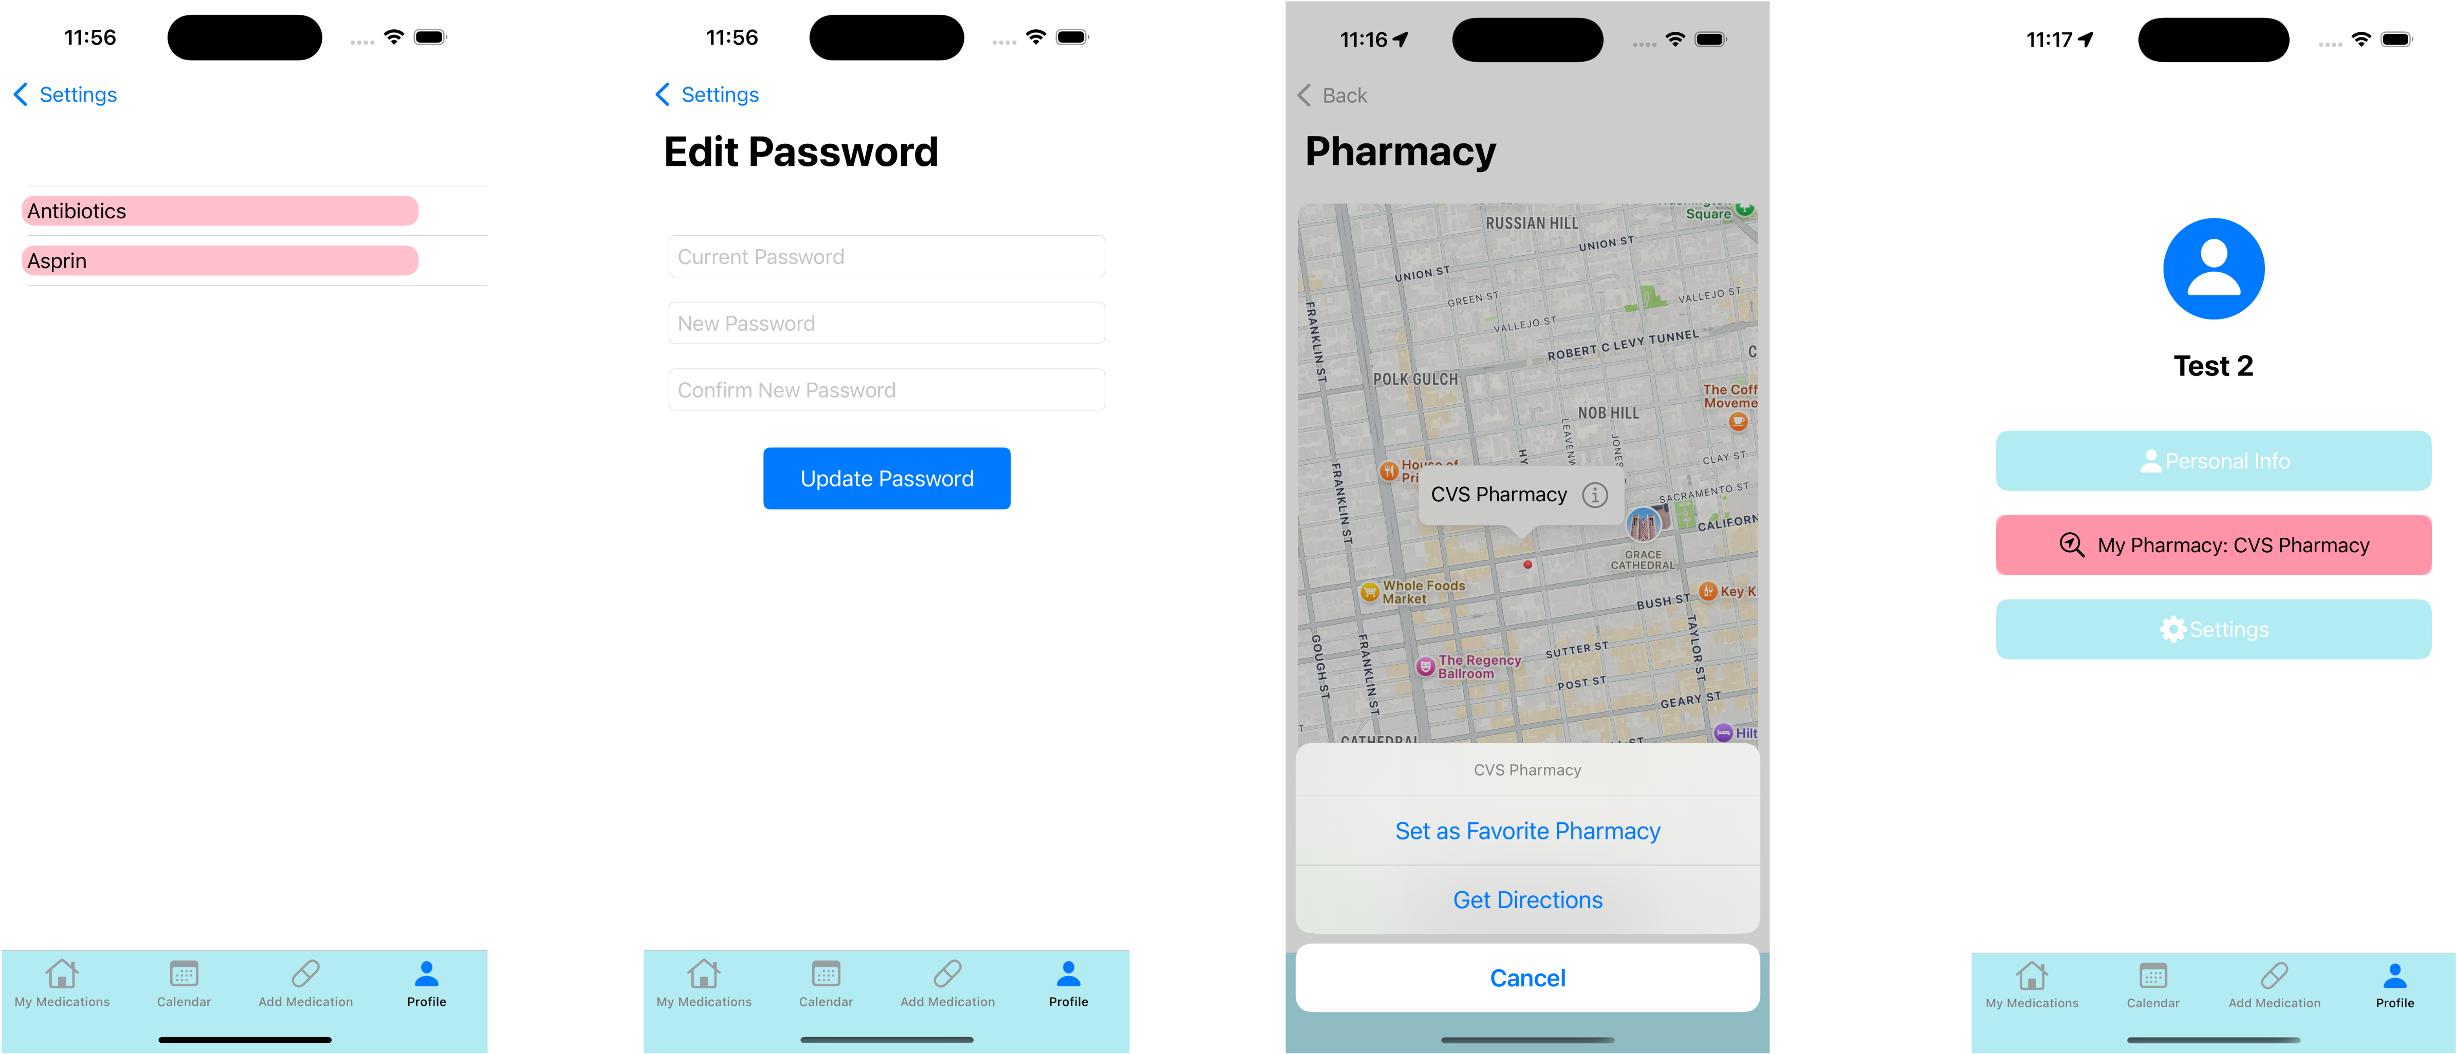 11:56
Settings
Antibiotics
Asprin
My Medications
Calendar
Add Medication
Profile
11:56
Settings
Edit Password
Current Password
New Password
Confirm New Password
Update Password
My Medications
Calendar
Add Medication
Profile
11:16
Back
Pharmacy
Square
RUSSIAN HILL
UNION ST
UNION ST
GREEN ST
VALLEJO ST
VALLEJO ST
FRANKLIN ST
ROBERT C LEVY TUNNEL
POLK GULCH
The Coff
Moveme
NOB HILL
CLAY ST
House of
Pri
FRANKLIN ST
CVS Pharmacy
SACRAMENTO ST
CALIFORN
GRACE
CATHEDRAL
Whole Foods
Market
BUSH ST
Key K
TAYLOR ST
GOUGH ST
FRANKLIN ST
SUTTER ST
The Regency
Ballroom
POST ST
GEARY ST
CATHEDRAL
Hilt
CVS Pharmacy
Set as Favorite Pharmacy
Get Directions
Cancel
11:17
Test 2
Personal Info
My Pharmacy: CVS Pharmacy
Settings
My Medications
Calendar
Add Medication
Profile